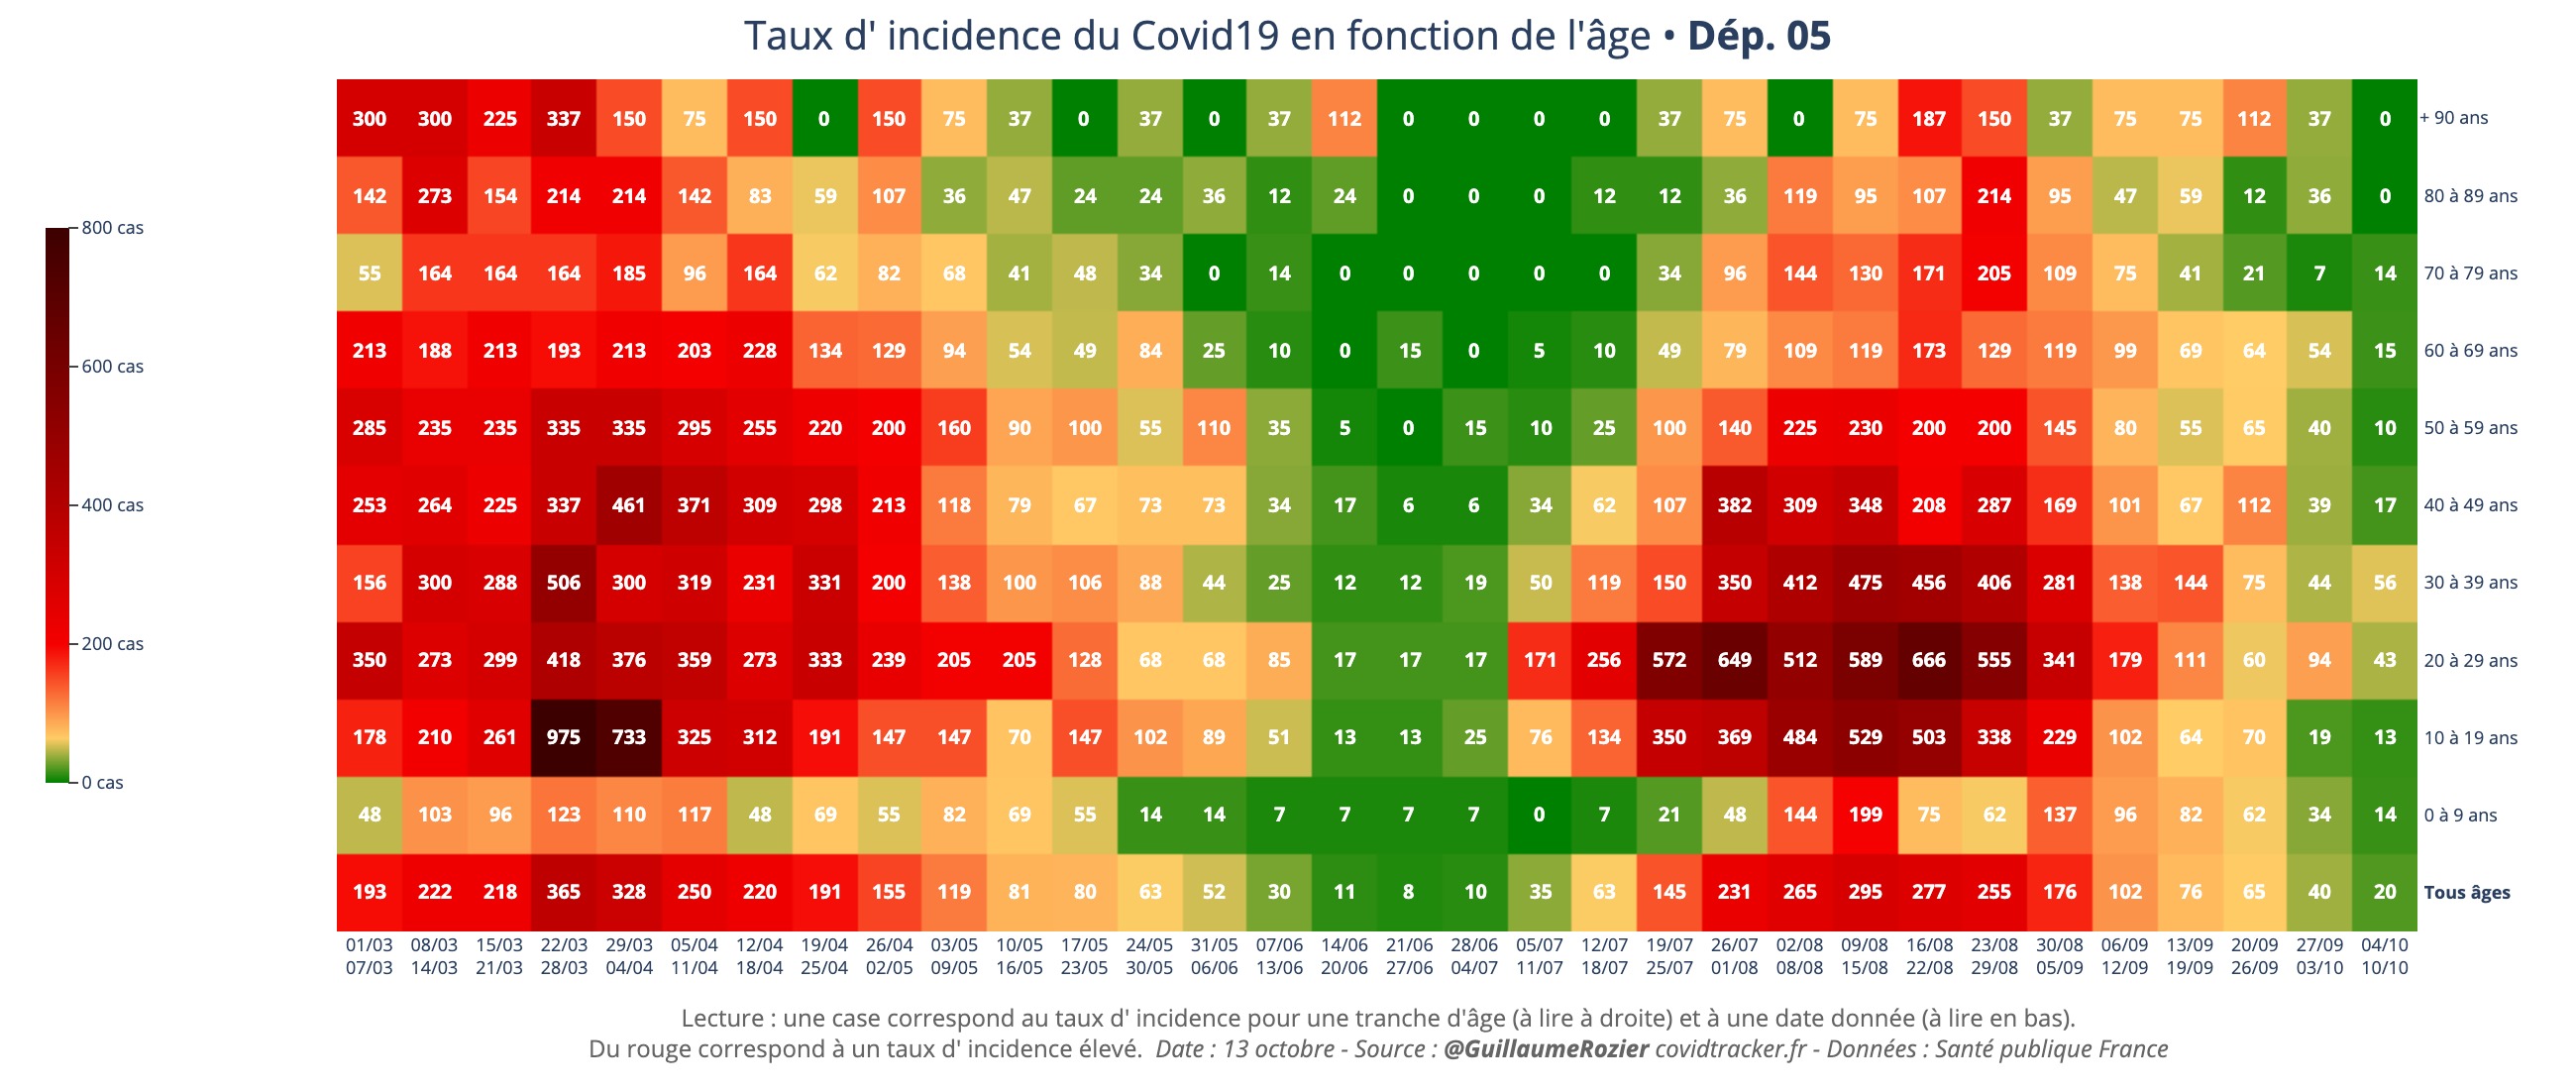 Taux d' incidence du Covid19 en fonction de l'âge • Dép. 05
800 cas
600 cas
400 cas
200 cas
0 cas
300 300 225 337 150 75 150 0 150 75 37 0 37 0 37 112 0 0 0 0 37 75 0 75 187 150 37 75 75 112 37 0 + 90 ans
142 273 154 214 214 142 83 59 107 36 47 24 24 36 12 24 0 0 0 12 12 36 119 95 107 214 95 47 59 12 36 0 80 à 89 ans
55 164 164 164 185 96 164 62 82 68 41 48 34 0 14 0 0 0 0 0 34 96 144 130 171 205 109 75 41 21 7 14 70 à 79 ans
213 188 213 193 213 203 228 134 129 94 54 49 84 25 10 0 15 0 5 10 49 79 109 119 173 129 119 99 69 64 54 15 60 à 69 ans
285 235 235 335 335 295 255 220 200 160 90 100 55 110 35 5 0 15 10 25 100 140 225 230 200 200 145 80 55 65 40 10 50 à 59 ans
253 264 225 337 461 371 309 298 213 118 79 67 73 73 34 17 6 6 34 62 107 382 309 348 208 287 169 101 67 112 39 17 40 à 49 ans
156 300 288 506 300 319 231 331 200 138 100 106 88 44 25 12 12 19 50 119 150 350 412 475 456 406 281 138 144 75 44 56 30 à 39 ans
350 273 299 418 376 359 273 333 239 205 205 128 68 68 85 17 17 17 171 256 572 649 512 589 666 555 341 179 111 60 94 43 20 à 29 ans
178 210 261 975 733 325 312 191 147 147 70 147 102 89 51 13 13 25 76 134 350 369 484 529 503 338 229 102 64 70 19 13 10 à 19 ans
48 103 96 123 110 117 48 69 55 82 69 55 14 14 7 7 7 7 0 7 21 48 144 199 75 62 137 96 82 62 34 14 0 à 9 ans
193 222 218 365 328 250 220 191 155 119 81 80 63 52 30 11 8 10 35 63 145 231 265 295 277 255 176 102 76 65 40 20 Tous âges
01/03 08/03 15/03 22/03 29/03 05/04 12/04 19/04 26/04 03/05 10/05 17/05 24/05 31/05 07/06 14/06 21/06 28/06 05/07 12/07 19/07 26/07 02/08 09/08 16/08 23/08 30/08 06/09 13/09 20/09 27/09 04/10
07/03 14/03 21/03 28/03 04/04 11/04 18/04 25/04 02/05 09/05 16/05 23/05 30/05 06/06 13/06 20/06 27/06 04/07 11/07 18/07 25/07 01/08 08/08 15/08 22/08 29/08 05/09 12/09 19/09 26/09 03/10 10/10
Lecture : une case correspond au taux d' incidence pour une tranche d'âge (à lire à droite) et à une date donnée (à lire en bas).
Du rouge correspond à un taux d' incidence élevé. Date : 13 octobre - Source : @GuillaumeRozier covidtracker.fr - Données : Santé publique France